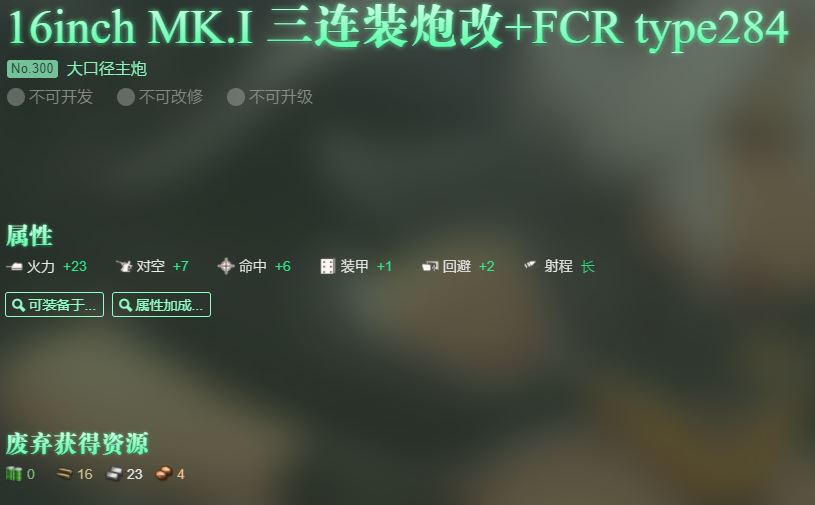 16inch MK.I 三连装炮改+FCR type284
No.300 大口径主炮
不可开发 不可改修 不可升级
属性
火力 +23 对空 +7 命中 +6 装甲 +1 回避 +2 射程 长
可装备于... 属性加成...
废弃获得资源
0 16 23 4